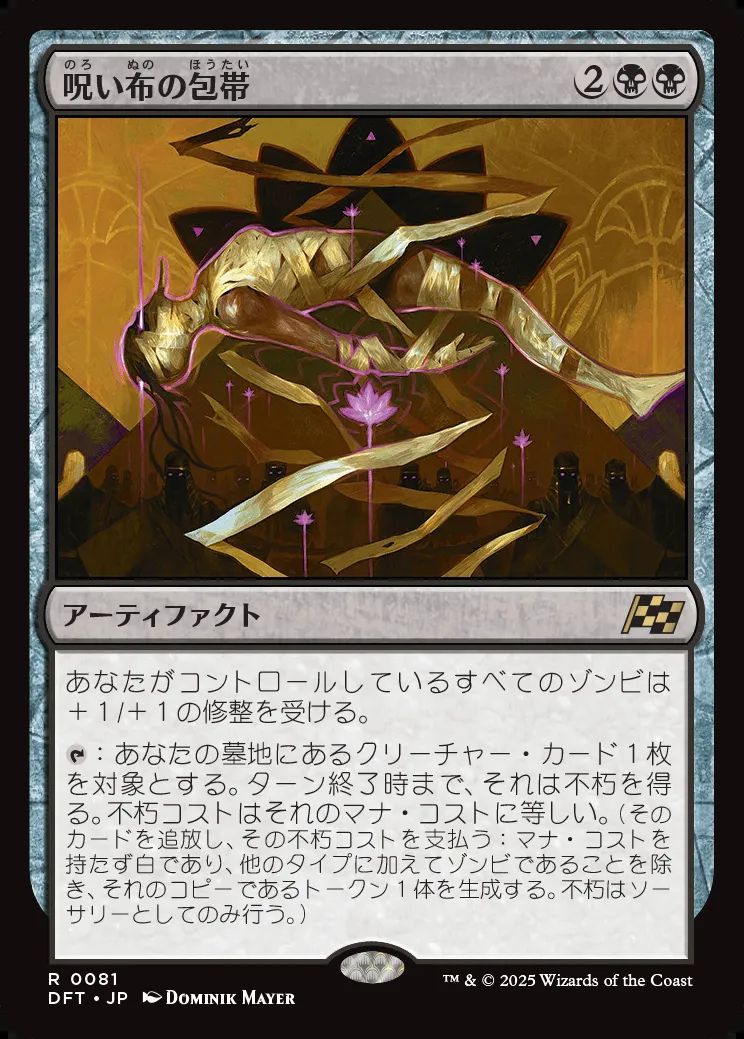 のろ ぬの ほうたい
呪い布の包帯 2
アーティファクト
あなたがコントロールしているすべてのゾンビは
+1/+1の修整を受ける。
：あなたの墓地にあるクリーチャー・カード1枚
を対象とする。ターン終了時まで、それは不朽を得
る。不朽コストはそれのマナ・コストに等しい。（その
カードを追放し、その不朽コストを支払う：マナ・コストを
持たず白であり、他のタイプに加えてゾンビであることを除
き、それのコピーであるトークン1体を生成する。不朽はソー
サリーとしてのみ行う。）
R 0081
DFT • JP DOMINIK MAYER
™ & © 2025 Wizards of the Coast